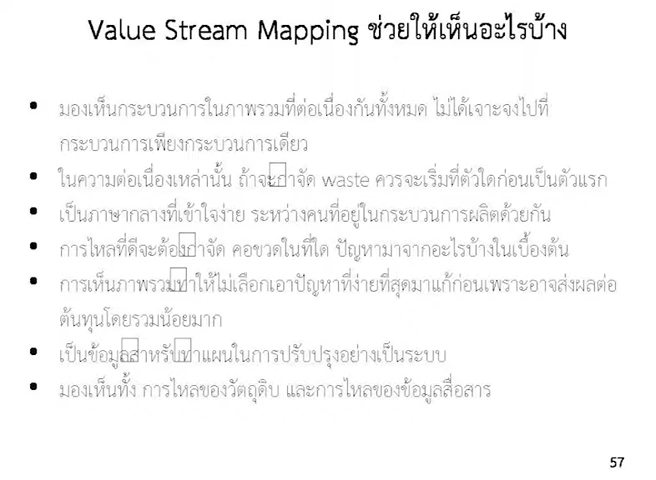 Value Stream Mapping ช่วยให้เห็นอะไรบ้าง
• มองเห็นกระบวนการในภาพรวมที่ต่อเนื่องกันทั้งหมด ไม่ได้เจาะจงไปที่
กระบวนการเพียงกระบวนการเดียว
• ในความต่อเนื่องเหล่านั้น ถ้าจะกำจัด waste ควรจะเริ่มที่ตัวใดก่อนเป็นตัวแรก
• เป็นภาษากลางที่เข้าใจง่าย ระหว่างคนที่อยู่ในกระบวนการผลิตด้วยกัน
• การไหลที่ดีจะต้องกำจัด คอขวดในที่ใด ปัญหามาจากอะไรบ้างในเบื้องต้น
• การเห็นภาพรวมทำให้ไม่เลือกเอาปัญหาที่ง่ายที่สุดมาแก้ก่อนเพราะอาจส่งผลต่อ
ต้นทุนโดยรวมน้อยมาก
• เป็นข้อมูลสำหรับทำแผนในการปรับปรุงอย่างเป็นระบบ
• มองเห็นทั้ง การไหลของวัตถุดิบ และการไหลของข้อมูลสื่อสาร
57